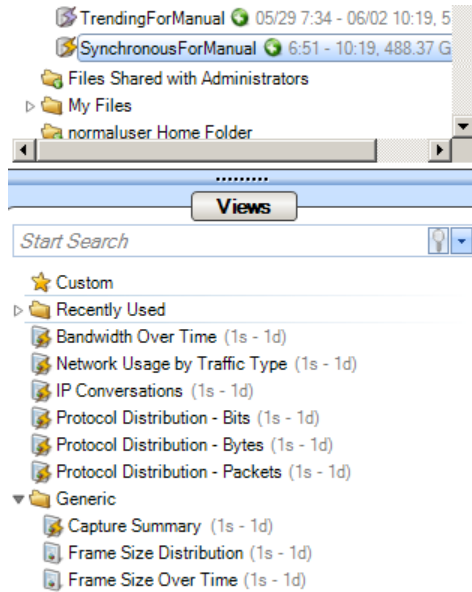 TrendingForManual 05/29 7:34 - 06/02 10:19, 5
SynchronousForManual 6:51 - 10:19, 488.37 G
Files Shared with Administrators
My Files
normaluser Home Folder
Views
Start Search
Custom
Recently Used
Bandwidth Over Time (1s - 1d)
Network Usage by Traffic Type (1s - 1d)
IP Conversations (1s - 1d)
Protocol Distribution - Bits (1s - 1d)
Protocol Distribution - Bytes (1s - 1d)
Protocol Distribution - Packets (1s - 1d)
Generic
Capture Summary (1s - 1d)
Frame Size Distribution (1s - 1d)
Frame Size Over Time (1s - 1d)